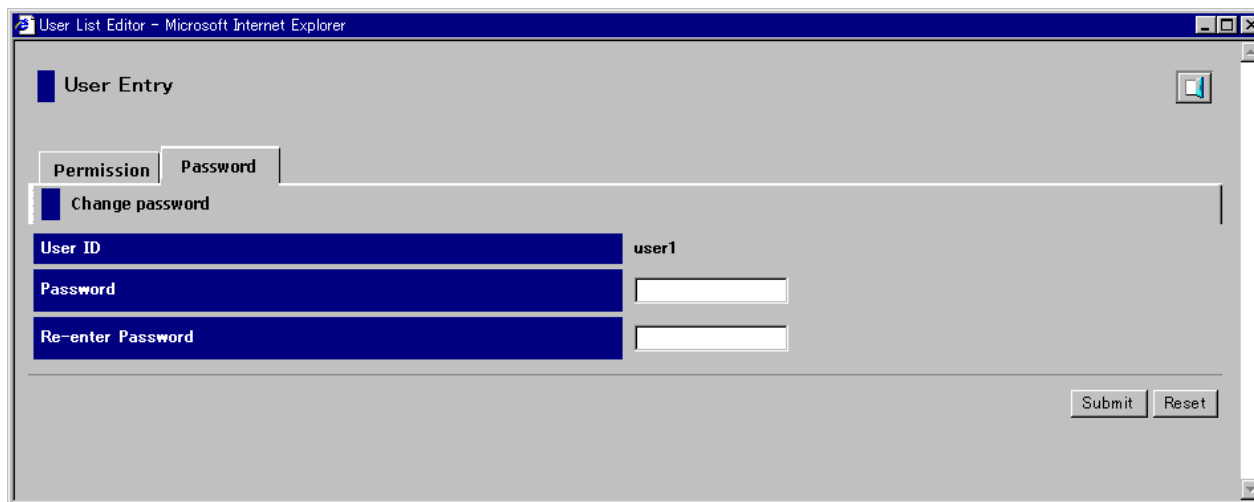 User List Editor - Microsoft Internet Explorer
User Entry
Permission Password
Change password
User ID user1
Password
Re-enter Password
Submit Reset